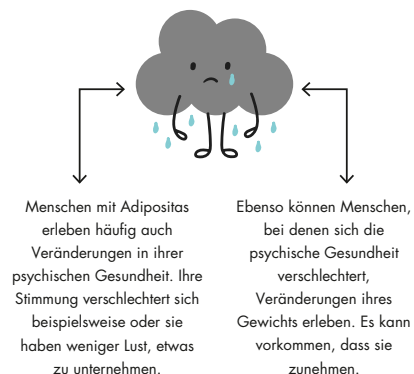 Menschen mit Adipositas
erleben häufig auch
Veränderungen in ihrer
psychischen Gesundheit. Ihre
Stimmung verschlechtert sich
beispielsweise oder sie
haben weniger Lust, etwas
zu unternehmen.
Ebenso können Menschen,
bei denen sich die
psychische Gesundheit
verschlechtert,
Veränderungen ihres
Gewichts erleben. Es kann
vorkommen, dass sie
zunehmen.